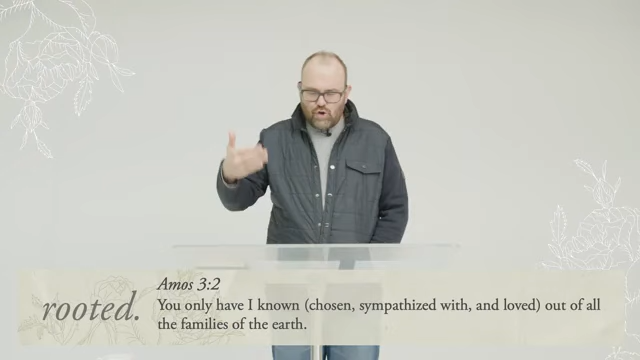 rooted.
Amos 3:2
You only have I known (chosen, sympathized with, and loved) out of all
the families of the earth.